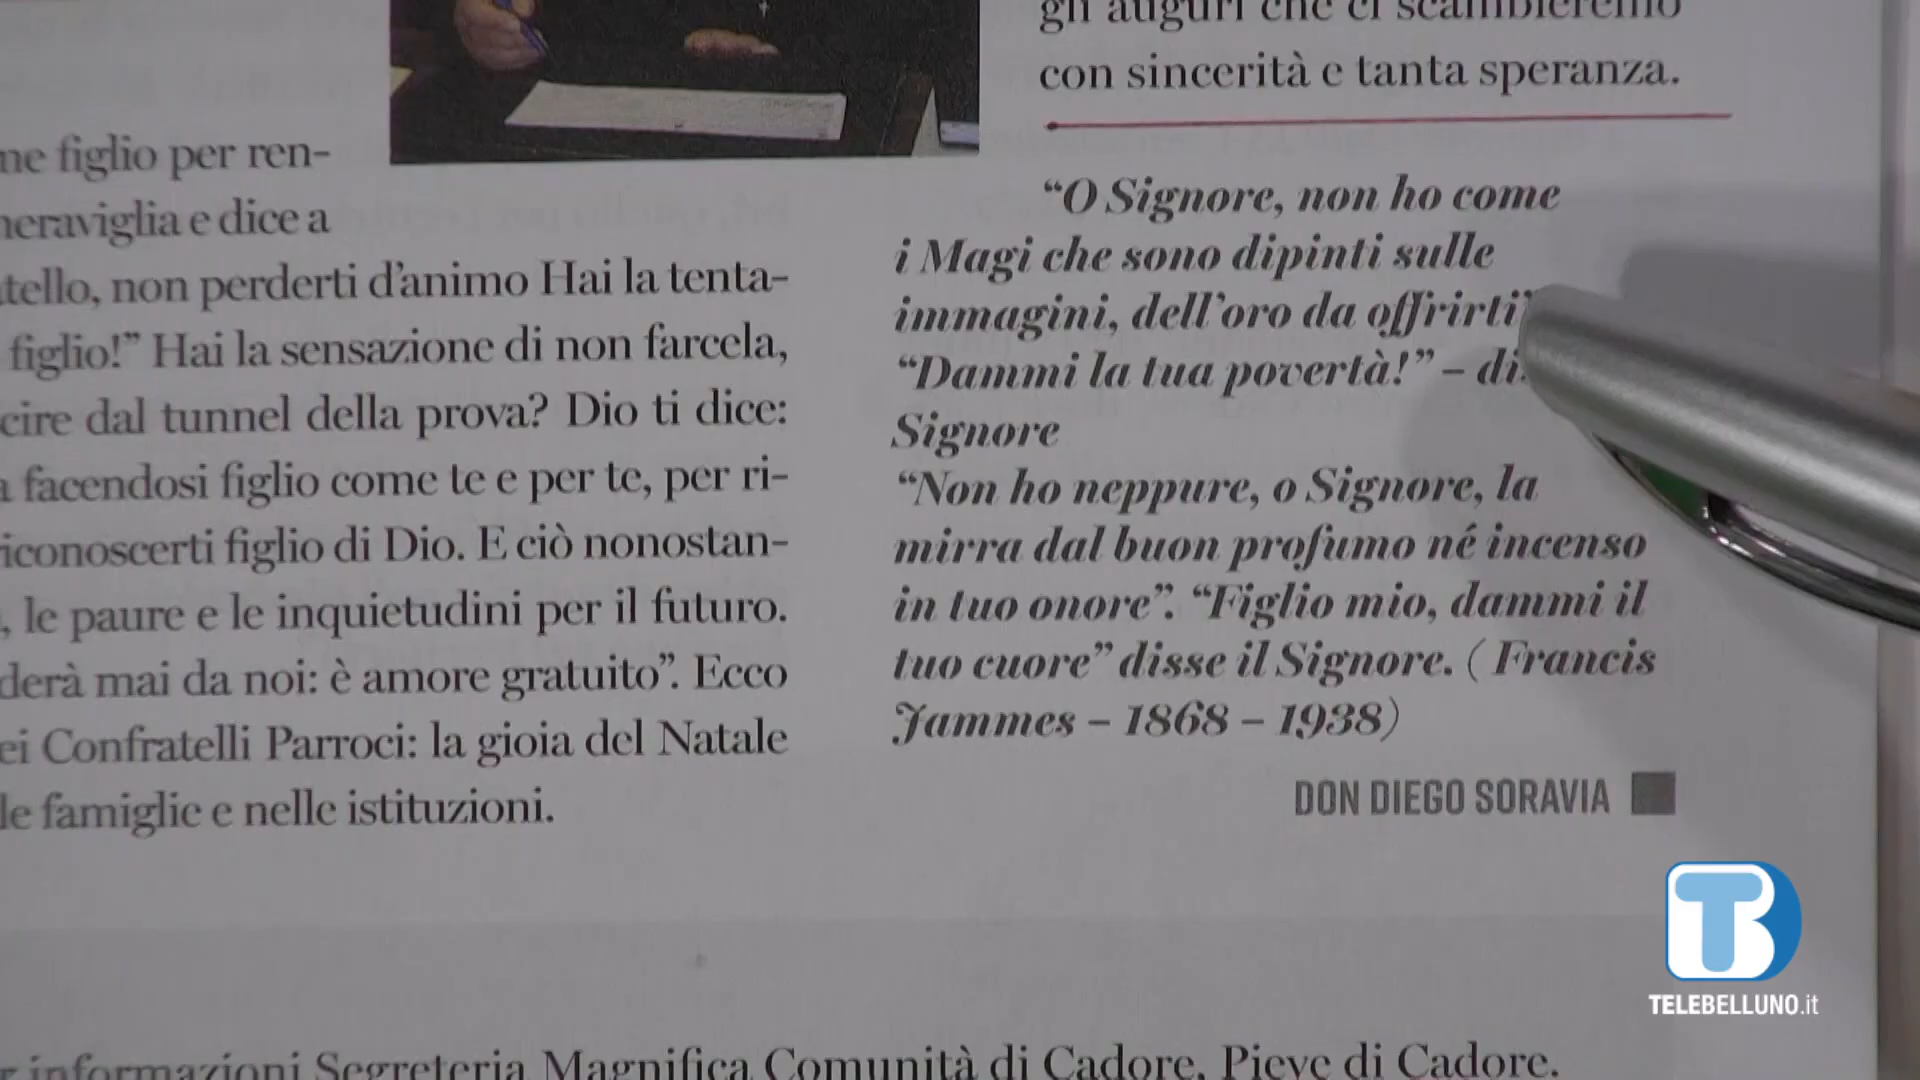 me figlio per ren-
meraviglia e dice a
tello, non perderti d'animo Hai la tenta-
figlio!” Hai la sensazione di non farcela,
cire dal tunnel della prova? Dio ti dice:
facendosi figlio come te e per te, per ri-
iconoscerti figlio di Dio. E ciò nonostan-
, le paure e le inquietudini per il futuro.
derà mai da noi: è amore gratuito”. Ecco
ei Confratelli Parroci: la gioia del Natale
le famiglie e nelle istituzioni.
gli auguri che ci scambieremo
con sincerità e tanta speranza.
“O Signore, non ho come
i Magi che sono dipinti sulle
immagini, dell'oro da offrirti”
“Dammi la tua povertà!” –
Signore
“Non ho neppure, o Signore, la
mirra dal buon profumo né incenso
in tuo onore”. “Figlio mio, dammi il
tuo cuore” disse il Signore. ( Francis
Jammes – 1868 – 1938)
DON DIEGO SORAVIA
TB
TELEBELLUNO.it
informazioni Segreteria Magnifica Comunità di Cadore, Pieve di Cadore.